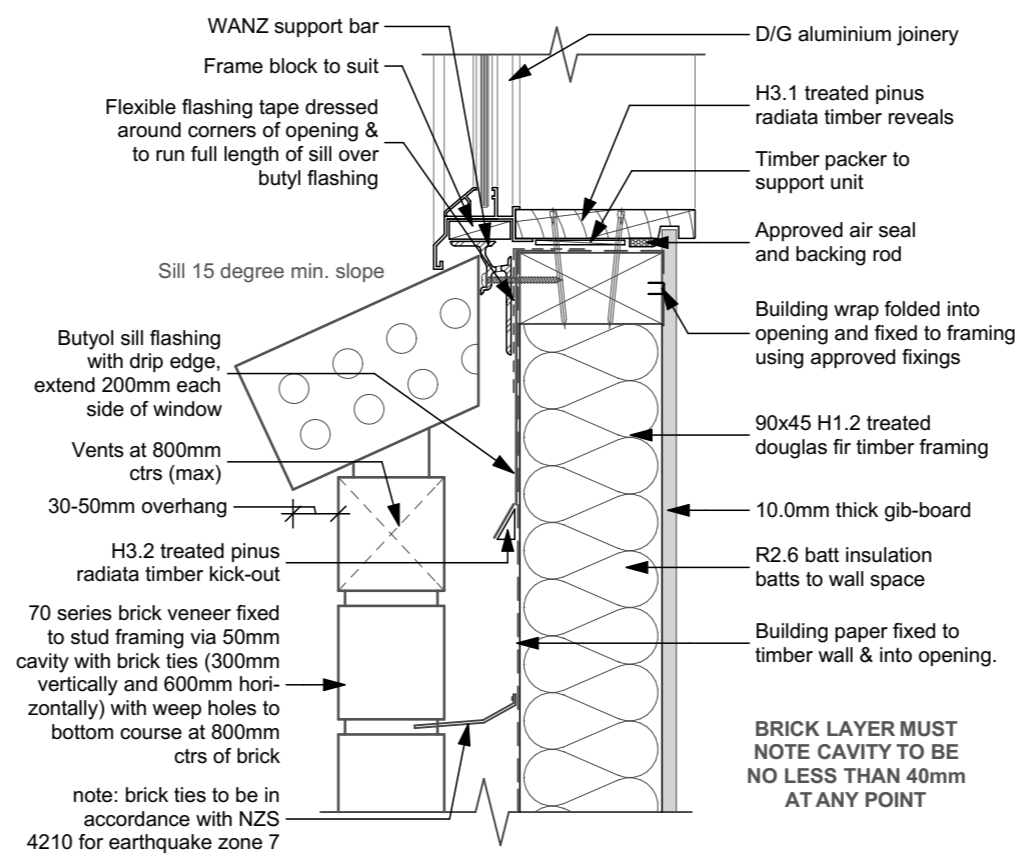 WANZ support bar
Frame block to suit
Flexible flashing tape dressed
around corners of opening &
to run full length of sill over
butyl flashing
Sill 15 degree min. slope
Butyol sill flashing
with drip edge,
extend 200mm each
side of window
Vents at 800mm
ctrs (max)
30-50mm overhang
H3.2 treated pinus
radiata timber kick-out
70 series brick veneer fixed
to stud framing via 50mm
cavity with brick ties (300mm
vertically and 600mm hori-
zontally) with weep holes to
bottom course at 800mm
ctrs of brick
note: brick ties to be in
accordance with NZS
4210 for earthquake zone 7
D/G aluminium joinery
H3.1 treated pinus
radiata timber reveals
Timber packer to
support unit
Approved air seal
and backing rod
Building wrap folded into
opening and fixed to framing
using approved fixings
90x45 H1.2 treated
douglas fir timber framing
10.0mm thick gib-board
R2.6 batt insulation
batts to wall space
Building paper fixed to
timber wall & into opening.
BRICK LAYER MUST
NOTE CAVITY TO BE
NO LESS THAN 40mm
AT ANY POINT